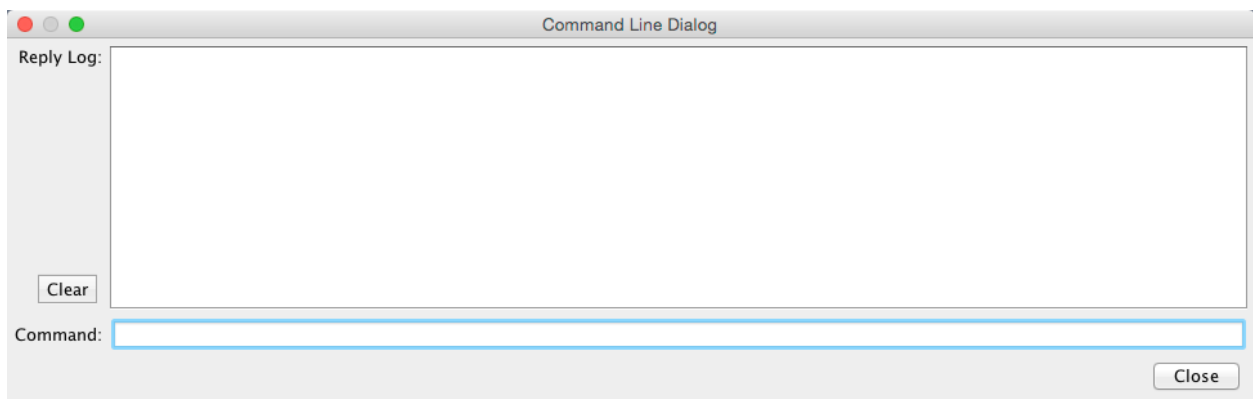 Command Line Dialog
Reply Log:
Clear
Command:
Close